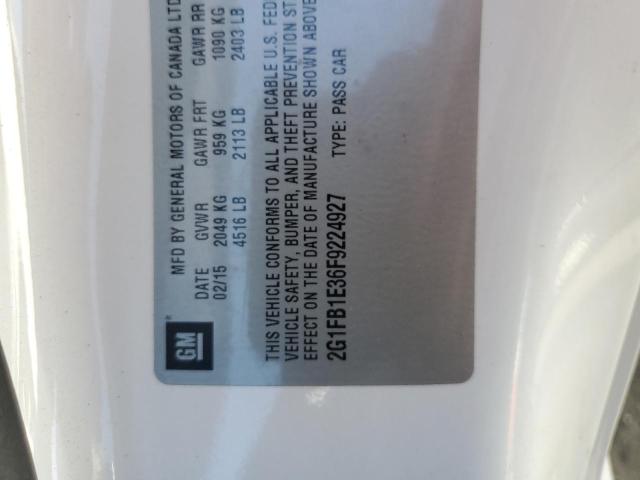 MFD BY GENERAL MOTORS OF CANADA LTD
DATE GVWR GAWR FRT GAWR RR
02/15 2049 KG 959 KG 1090 KG
4516 LB 2113 LB 2403 LB
GM®
THIS VEHICLE CONFORMS TO ALL APPLICABLE U.S. FED
VEHICLE SAFETY, BUMPER, AND THEFT PREVENTION ST
EFFECT ON THE DATE OF MANUFACTURE SHOWN ABOVE
2G1FB1E36F9224927 TYPE: PASS CAR